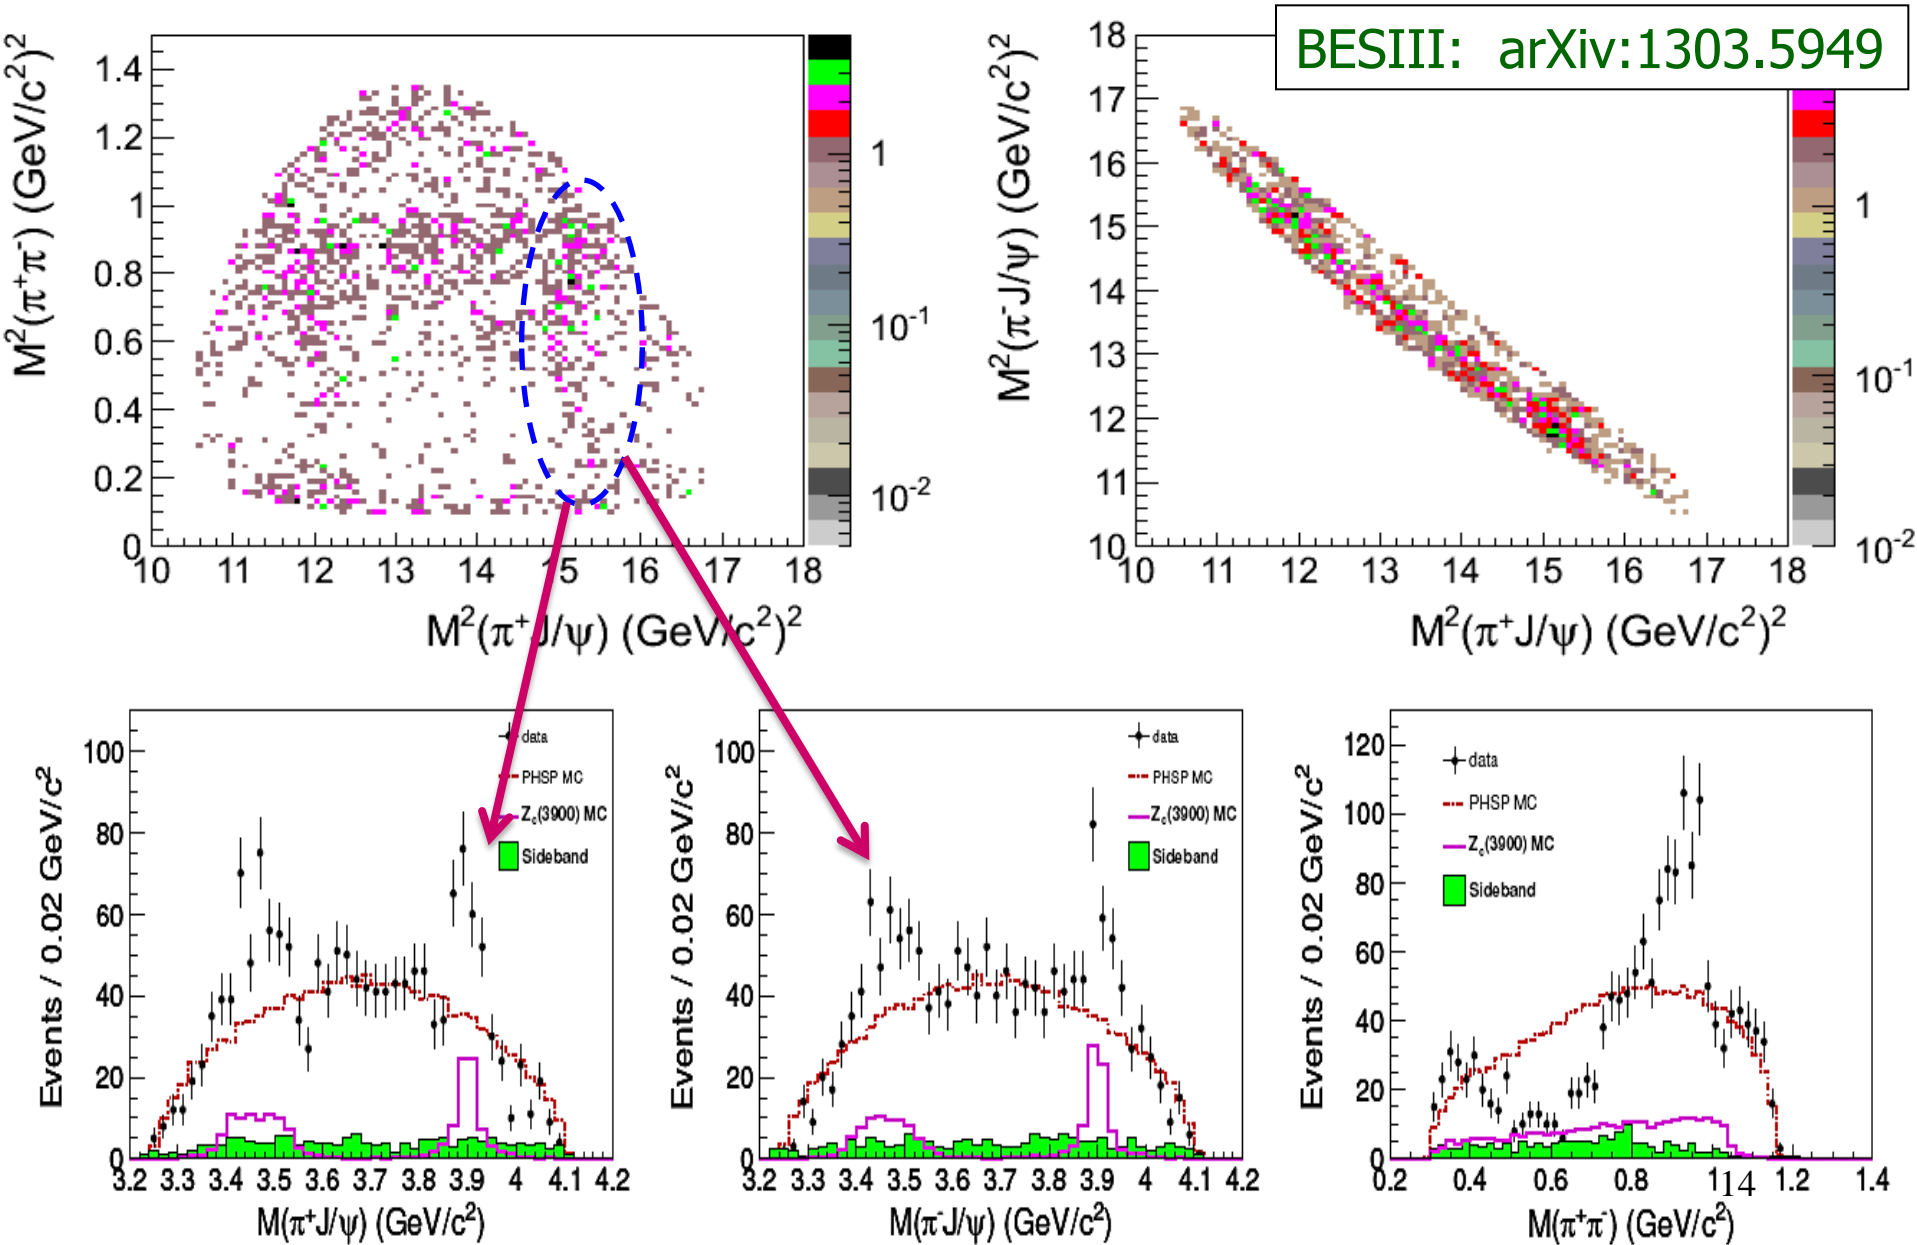 BESIII: arXiv:1303.5949
M²(π⁺π⁻) (GeV/c²)²
1.4
1.2
1
0.8
0.6
0.4
0.2
0
10 11 12 13 14 15 16 17 18
M²(π⁺J/ψ) (GeV/c²)²
1
10⁻¹
10⁻²
M²(π⁻J/ψ) (GeV/c²)²
18
17
16
15
14
13
12
11
10
10 11 12 13 14 15 16 17 18
M²(π⁺J/ψ) (GeV/c²)²
1
10⁻¹
10⁻²
Events / 0.02 GeV/c²
100
80
60
40
20
0
data
PHSP MC
Z꜀(3900) MC
Sideband
3.2 3.3 3.4 3.5 3.6 3.7 3.8 3.9 4 4.1 4.2
M(π⁺J/ψ) (GeV/c²)
Events / 0.02 GeV/c²
100
80
60
40
20
0
data
PHSP MC
Z꜀(3900) MC
Sideband
3.2 3.3 3.4 3.5 3.6 3.7 3.8 3.9 4 4.1 4.2
M(π⁻J/ψ) (GeV/c²)
Events / 0.02 GeV/c²
120
100
80
60
40
20
0
data
PHSP MC
Z꜀(3900) MC
Sideband
0.2 0.4 0.6 0.8 1 1.2 1.4
M(π⁺π⁻) (GeV/c²)
14